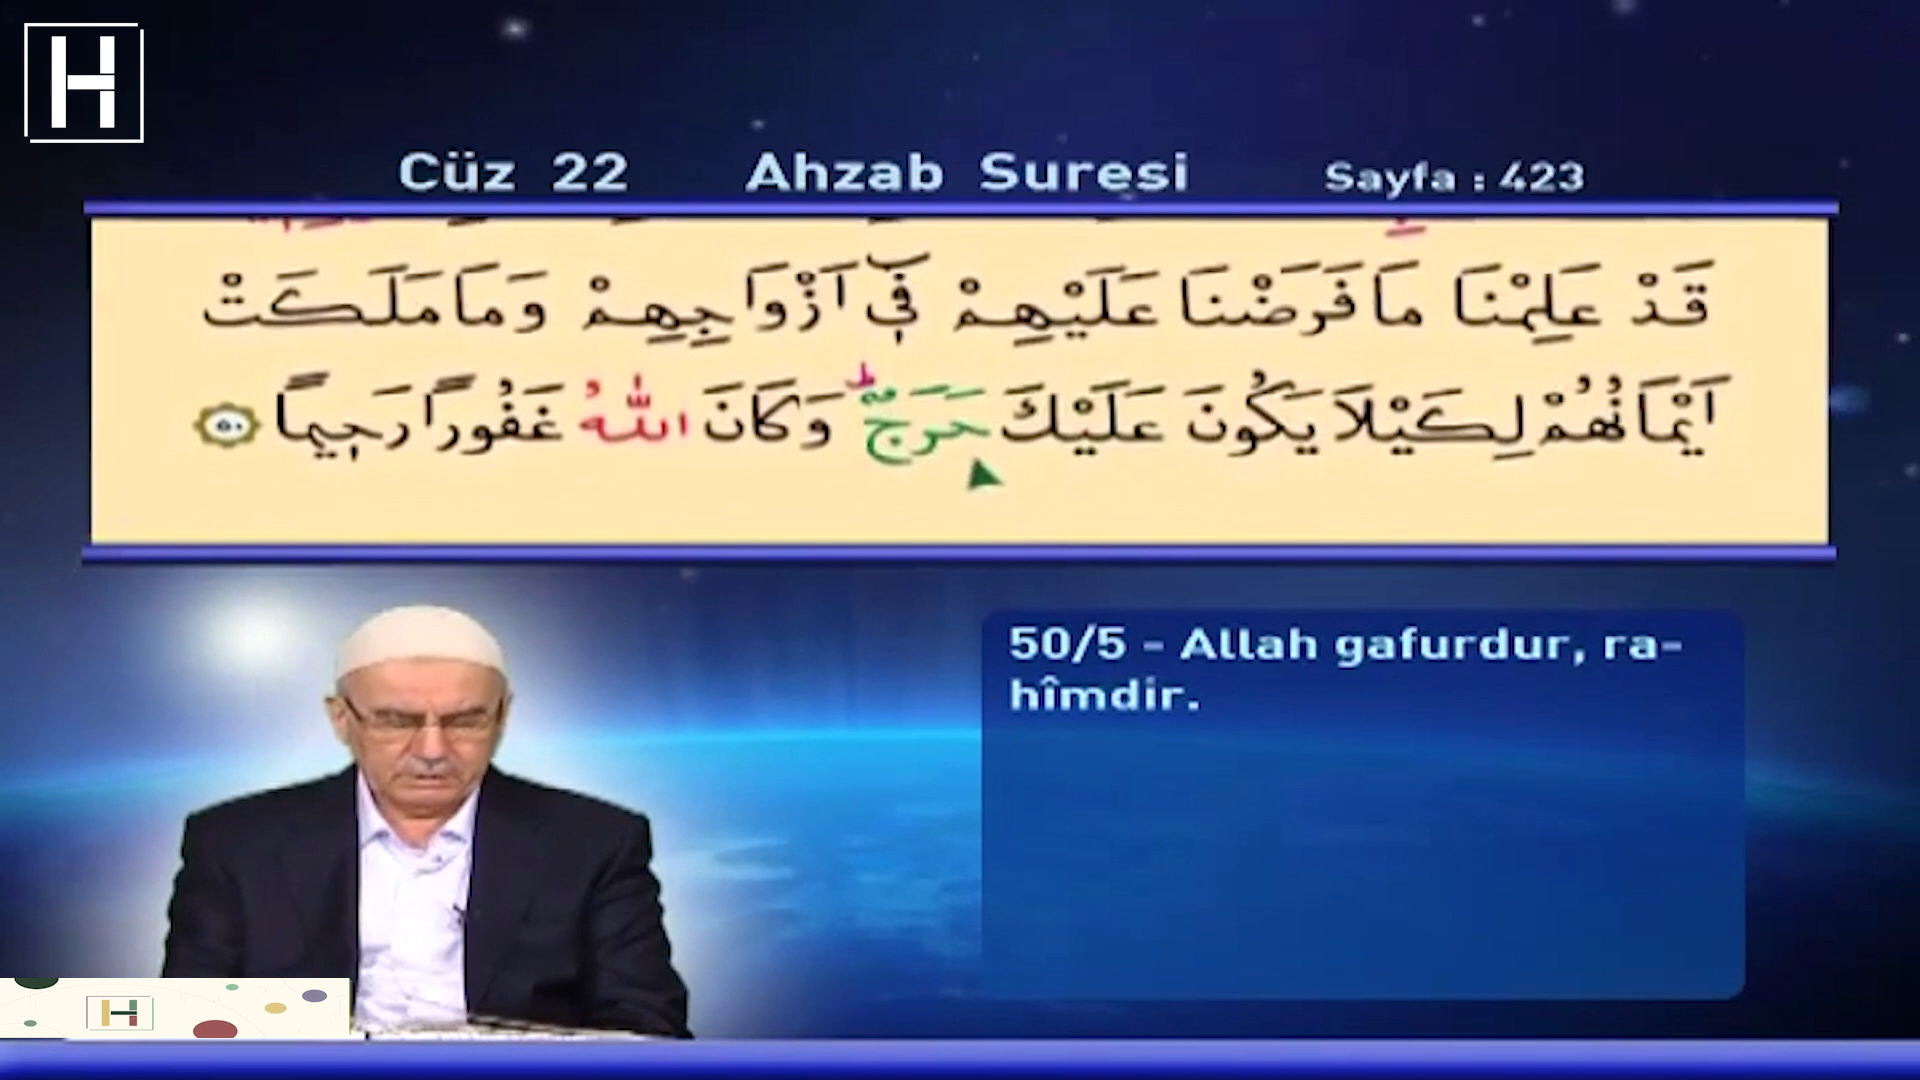 H
Cüz 22 Ahzab Suresi Sayfa : 423
قَدْ عَلِمْنَا مَا فَرَضْنَا عَلَيْهِمْ فٖٓي اَزْوَاجِهِمْ وَمَا مَلَكَتْ
اَيْمَانُهُمْ لِكَيْلَا يَكُونَ عَلَيْكَ حَرَجٌۜ وَكَانَ اللّٰهُ غَفُورًا رَحٖيمًا ﴿٥٠﴾
50/5 - Allah gafurdur, ra-
hîmdir.
H